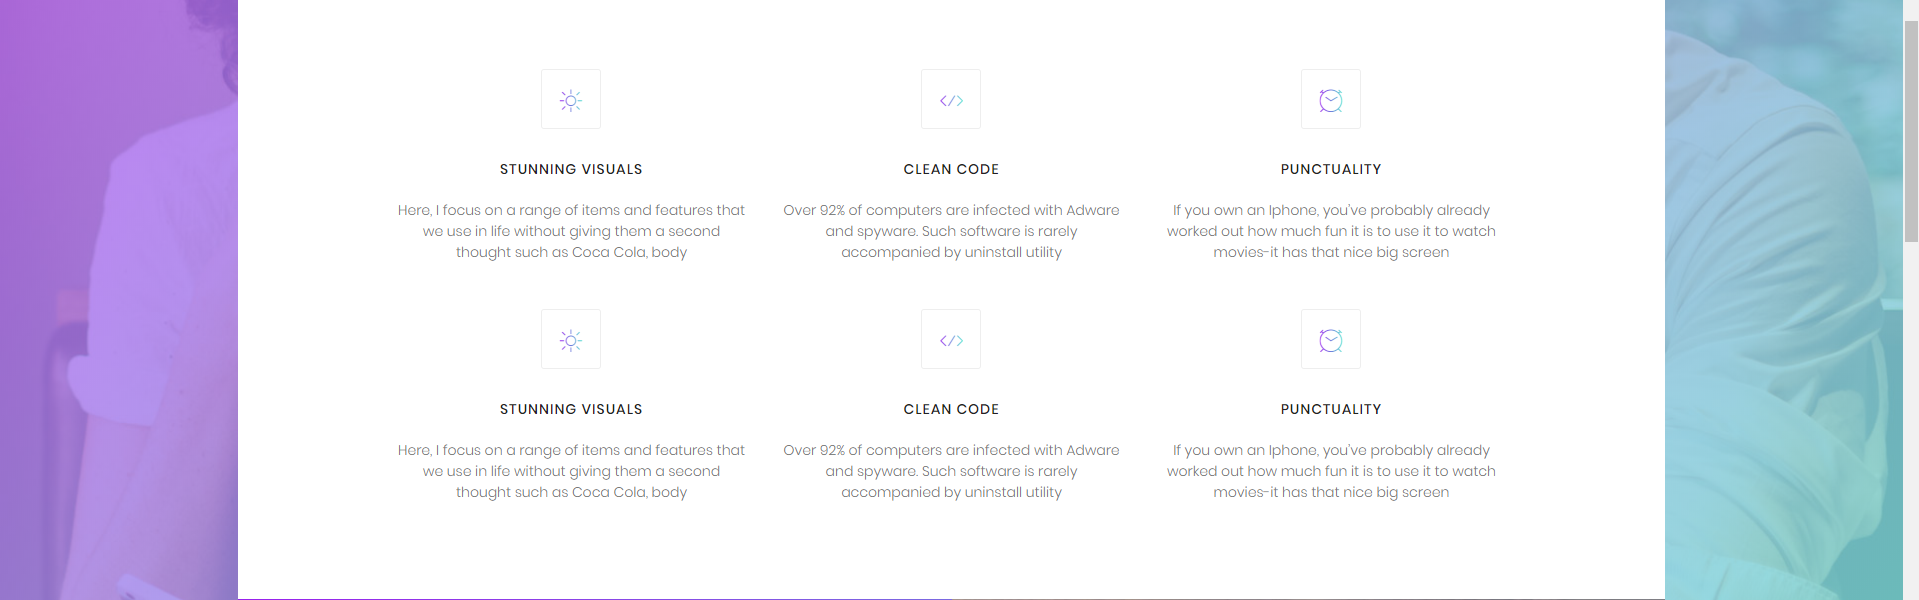 STUNNING VISUALS
Here, I focus on a range of items and features that
we use in life without giving them a second
thought such as Coca Cola, body
CLEAN CODE
Over 92% of computers are infected with Adware
and spyware. Such software is rarely
accompanied by uninstall utility
PUNCTUALITY
If you own an Iphone, you've probably already
worked out how much fun it is to use it to watch
movies-it has that nice big screen
STUNNING VISUALS
Here, I focus on a range of items and features that
we use in life without giving them a second
thought such as Coca Cola, body
CLEAN CODE
Over 92% of computers are infected with Adware
and spyware. Such software is rarely
accompanied by uninstall utility
PUNCTUALITY
If you own an Iphone, you've probably already
worked out how much fun it is to use it to watch
movies-it has that nice big screen